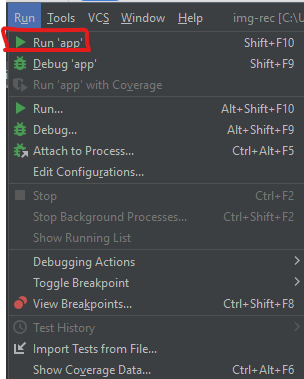 Run Tools VCS Window Help img-rec [C:\U
Run 'app' Shift+F10
Debug 'app' Shift+F9
Run 'app' with Coverage
Run... Alt+Shift+F10
Debug... Alt+Shift+F9
Attach to Process... Ctrl+Alt+F5
Edit Configurations...
Stop Ctrl+F2
Stop Background Processes... Ctrl+Shift+F2
Show Running List
Debugging Actions
Toggle Breakpoint
View Breakpoints... Ctrl+Shift+F8
Test History
Import Tests from File...
Show Coverage Data... Ctrl+Alt+F6